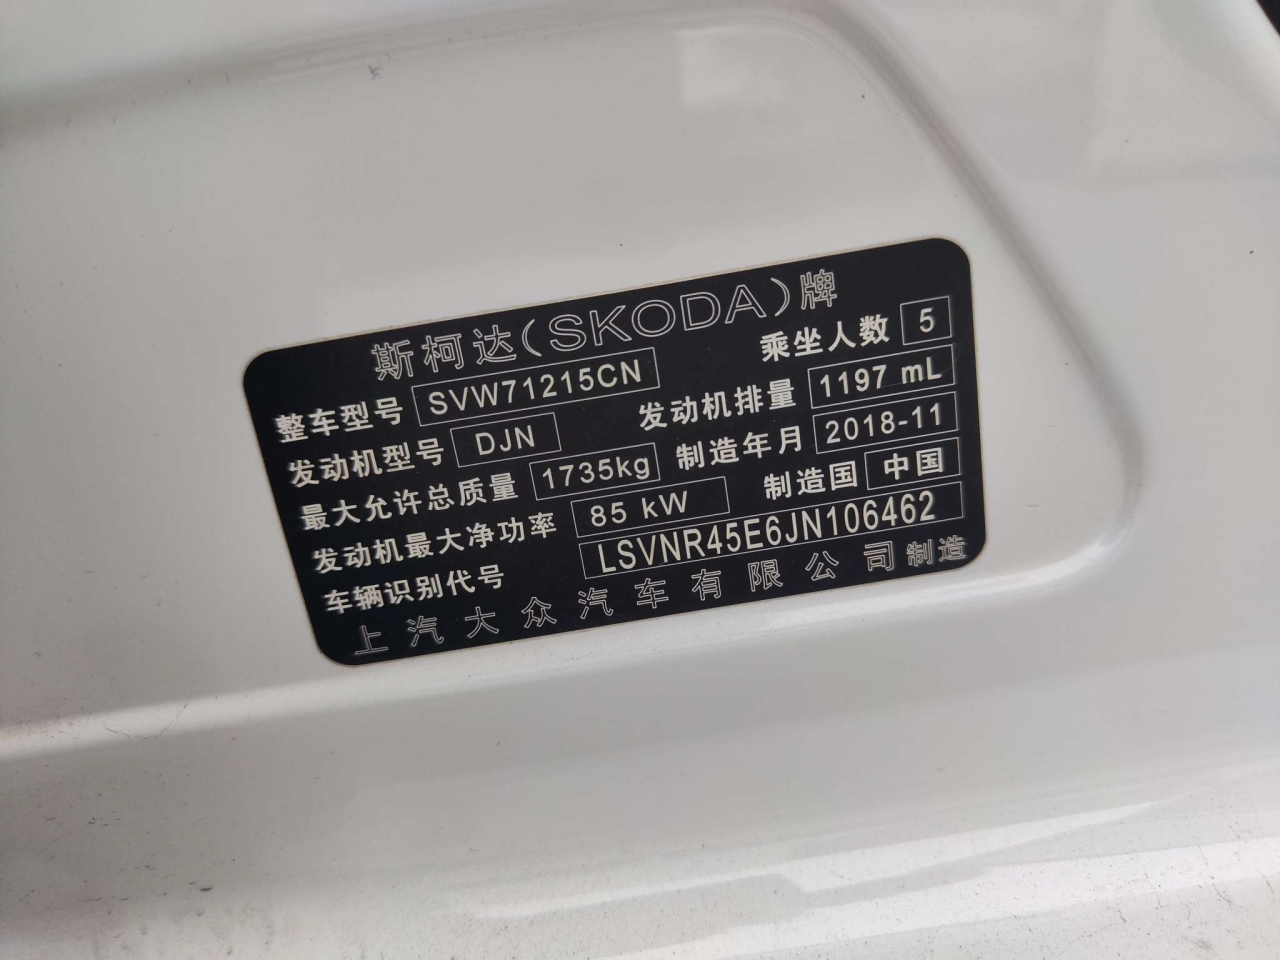 斯柯达(SKODA)牌
整车型号 SVW71215CN 乘坐人数 5
发动机型号 DJN 发动机排量 1197 mL
最大允许总质量 1735kg 制造年月 2018-11
发动机最大净功率 85 kW 制造国 中国
车辆识别代号 LSVNR45E6JN106462
上汽大众汽车有限公司制造